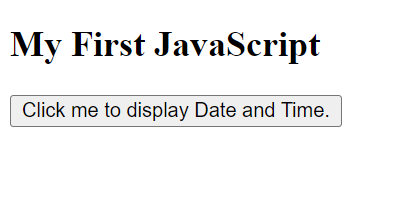 My First JavaScript
Click me to display Date and Time.